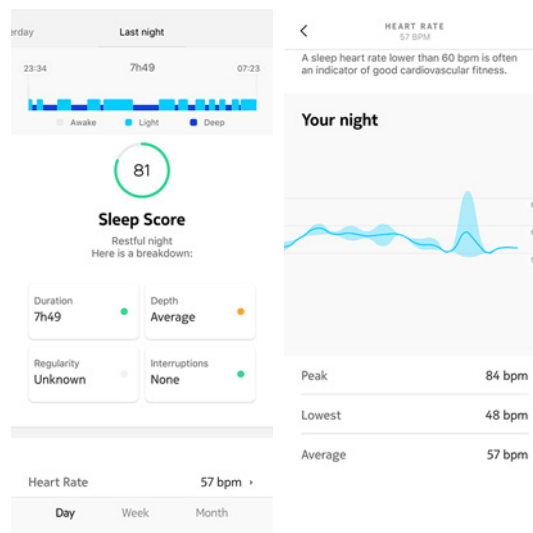 erday
Last night
23:34
7h49
07:23
Awake
Light
Deep
81
Sleep Score
Restful night
Here is a breakdown:
Duration
7h49
Depth
Average
Regularity
Unknown
Interruptions
None
Heart Rate
57 bpm
Day
Week
Month
HEART RATE
57 BPM
A sleep heart rate lower than 60 bpm is often
an indicator of good cardiovascular fitness.
Your night
Peak
84 bpm
Lowest
48 bpm
Average
57 bpm